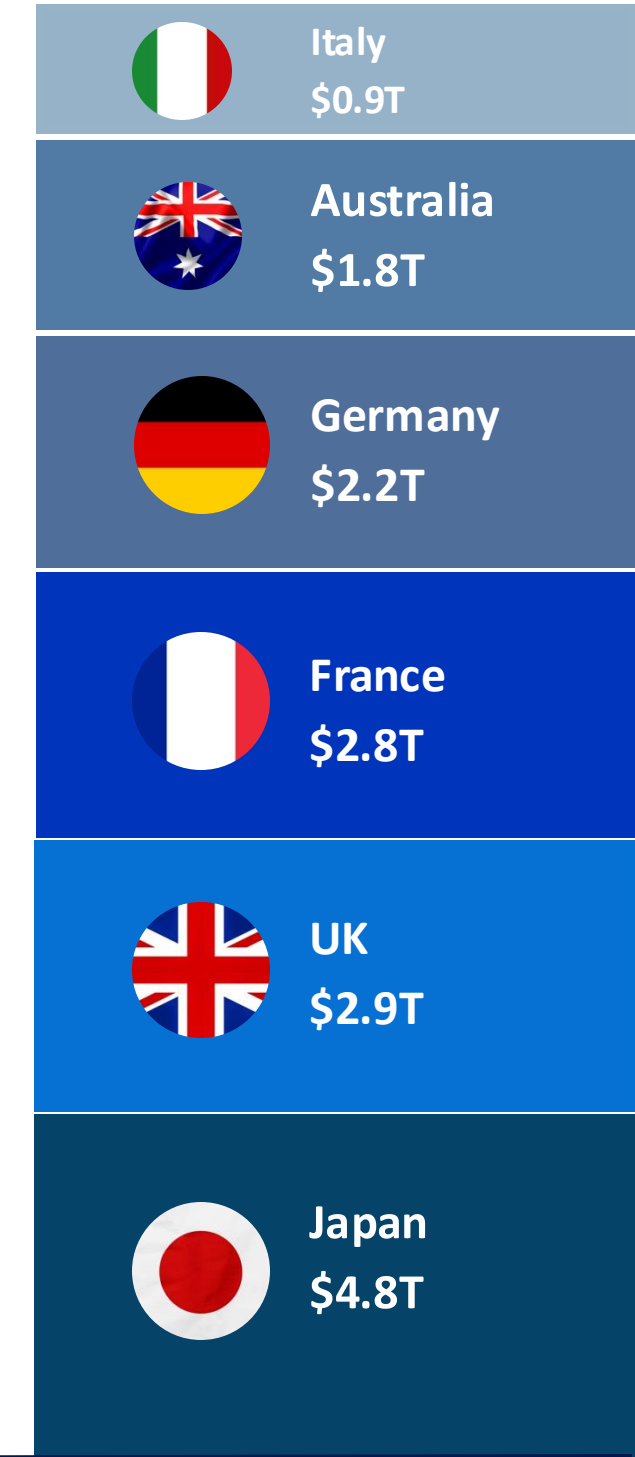 Italy
$0.9T
Australia
$1.8T
Germany
$2.2T
France
$2.8T
UK
$2.9T
Japan
$4.8T